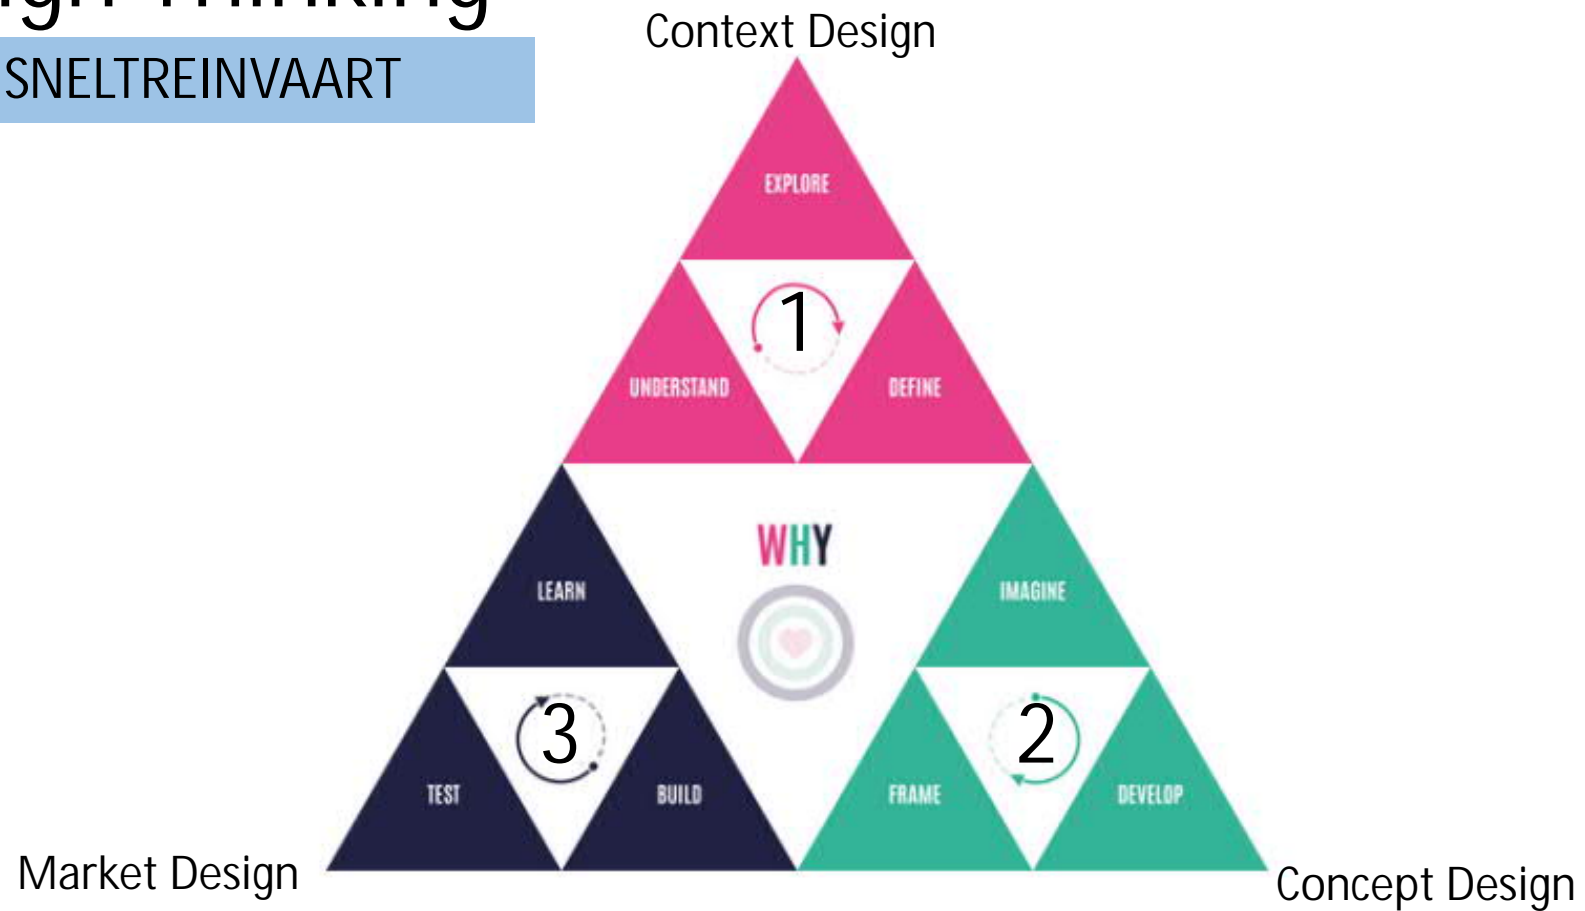 Thinking
SNELTREINVAART
Context Design
EXPLORE
1
UNDERSTAND
DEFINE
WHY
LEARN
IMAGINE
3
2
TEST
BUILD
FRAME
DEVELOP
Market Design
Concept Design